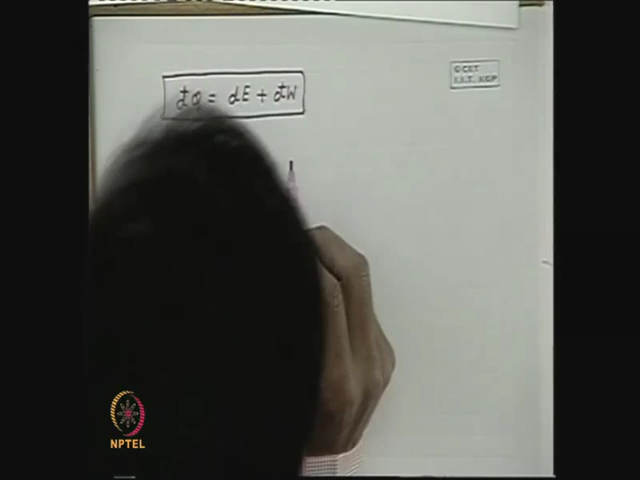 đQ = dE + đW
© CET
I.I.T. KGP
NPTEL